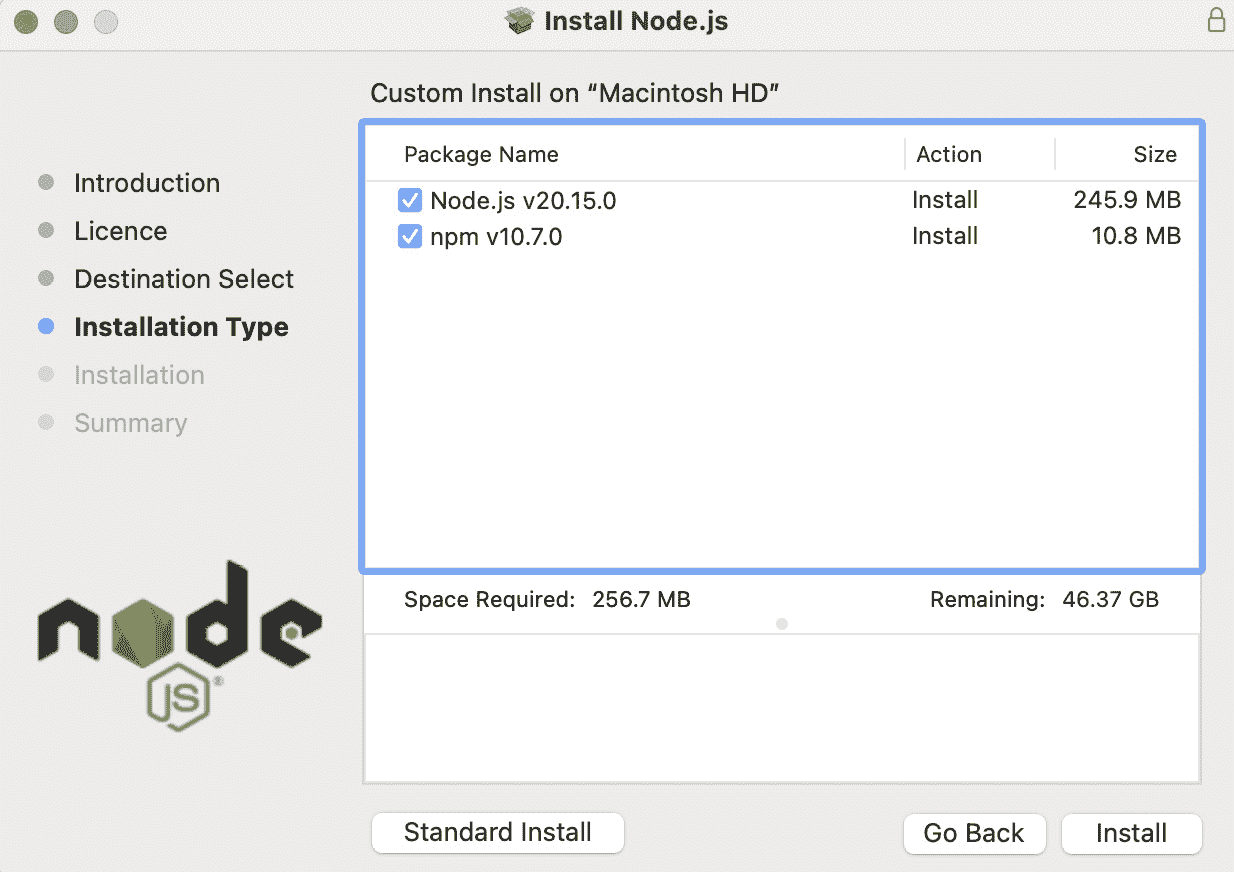 Install Node.js
Custom Install on “Macintosh HD”
Introduction
Licence
Destination Select
Installation Type
Installation
Summary
Package Name Action Size
Node.js v20.15.0 Install 245.9 MB
npm v10.7.0 Install 10.8 MB
Space Required: 256.7 MB Remaining: 46.37 GB
node
JS®
Standard Install Go Back Install